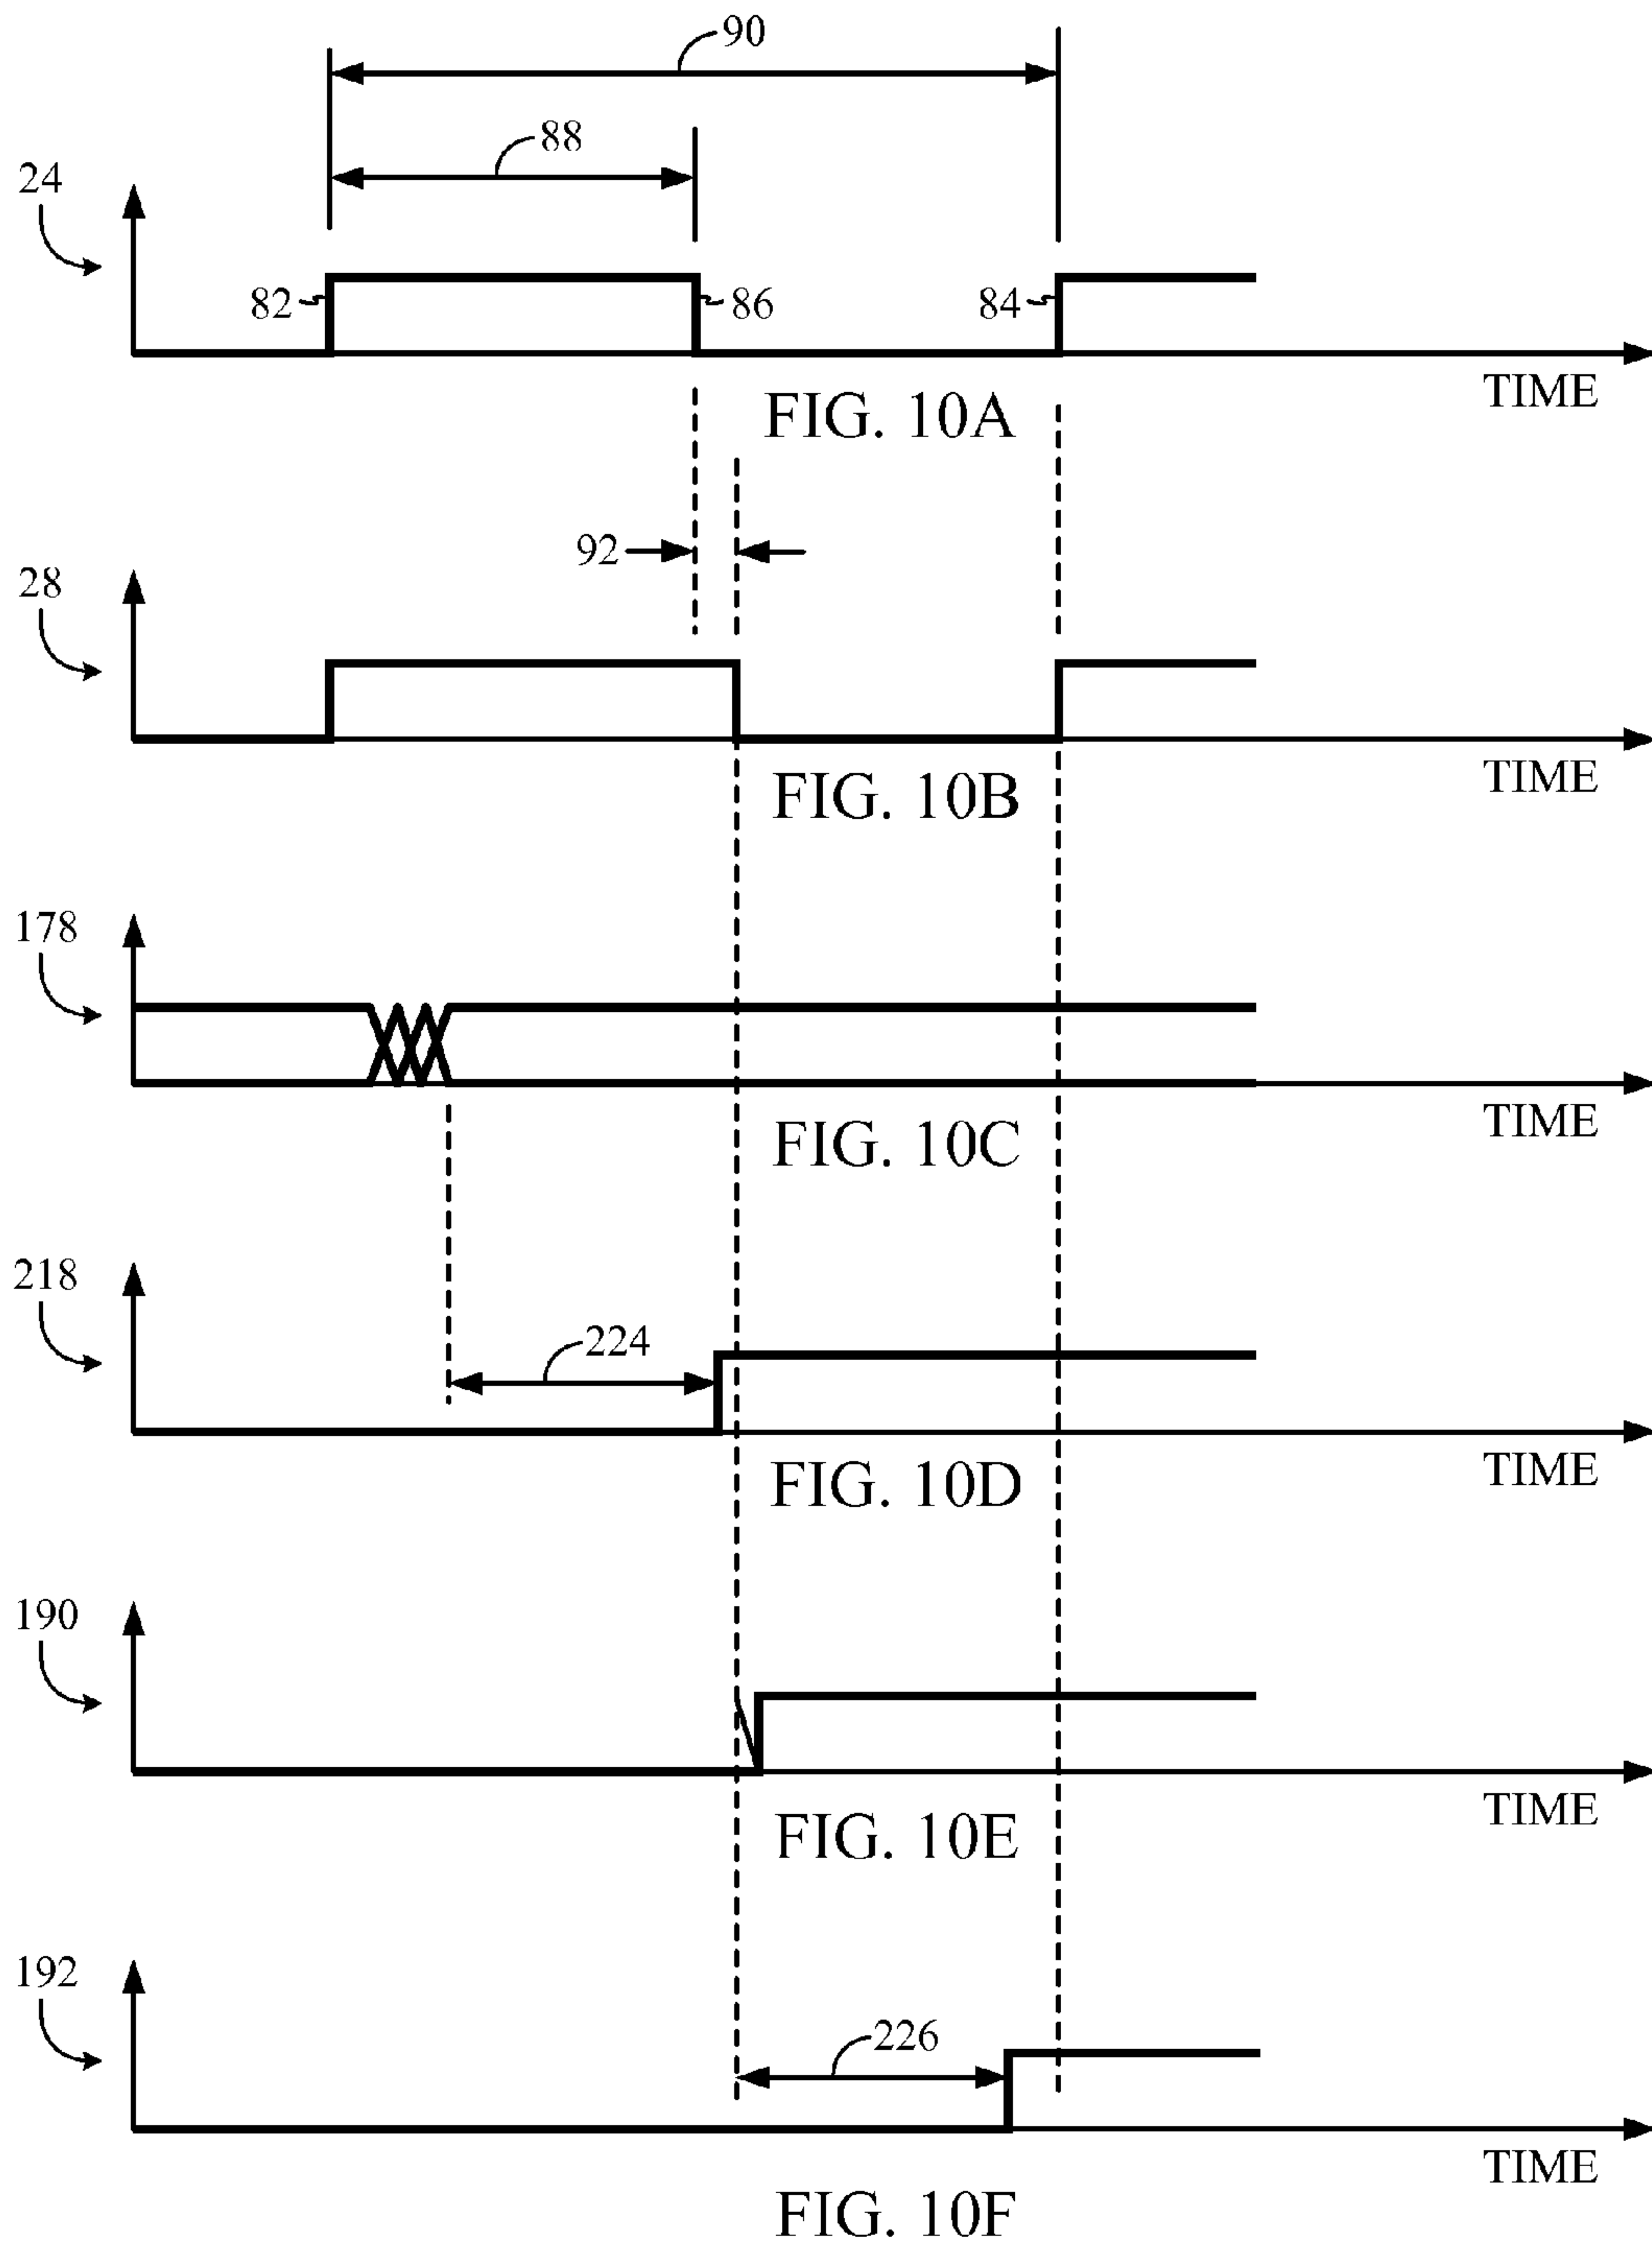 90
88
24
82
86
84
TIME
FIG. 10A
92
28
TIME
FIG. 10B
178
TIME
FIG. 10C
218
224
TIME
FIG. 10D
190
TIME
FIG. 10E
192
226
TIME
FIG. 10F